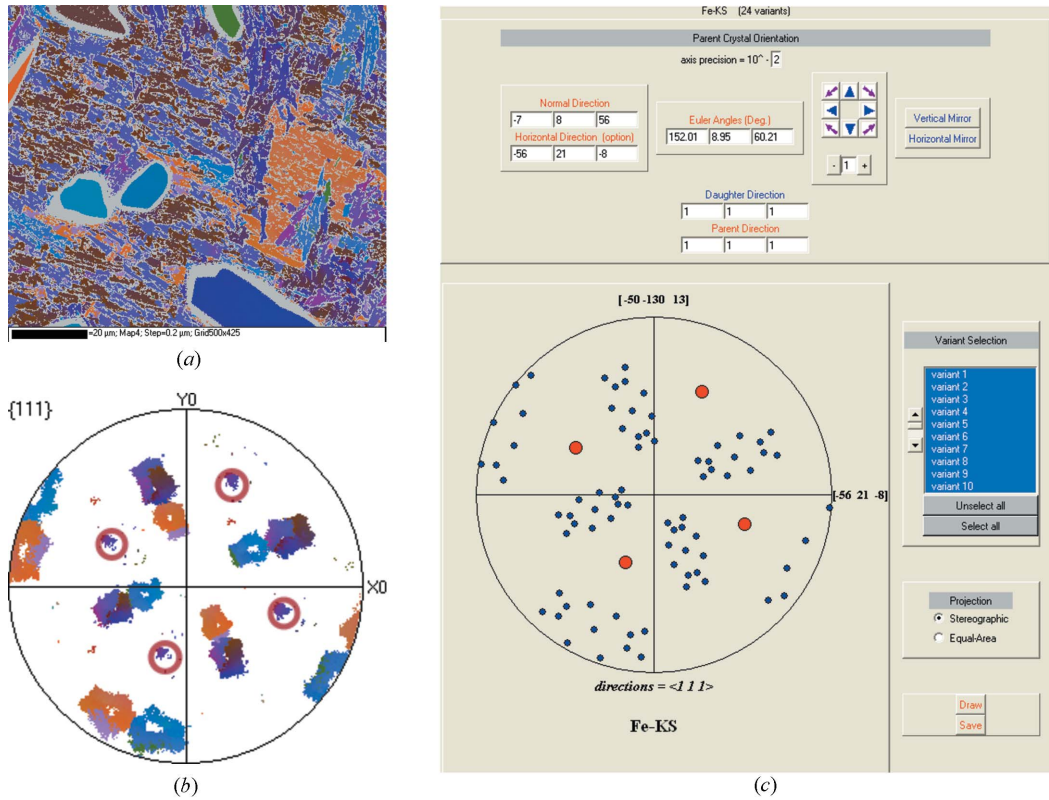 =20 µm; Map4; Step=0.2 µm; Grid500x425
(a)
{111}
Y0
X0
(b)
Fe-KS (24 variants)
Parent Crystal Orientation
axis precision = 10^ - 2
Normal Direction
-7 8 56
Horizontal Direction (option)
-56 21 -8
Euler Angles (Deg.)
152.01 8.95 60.21
- 1 +
Vertical Mirror
Horizontal Mirror
Daughter Direction
1 1 1
Parent Direction
1 1 1
[-50 -130 13]
[-56 21 -8]
directions = <1 1 1>
Fe-KS
Variant Selection
variant 1
variant 2
variant 3
variant 4
variant 5
variant 6
variant 7
variant 8
variant 9
variant 10
Unselect all
Select all
Projection
Stereographic
Equal-Area
Draw
Save
(c)